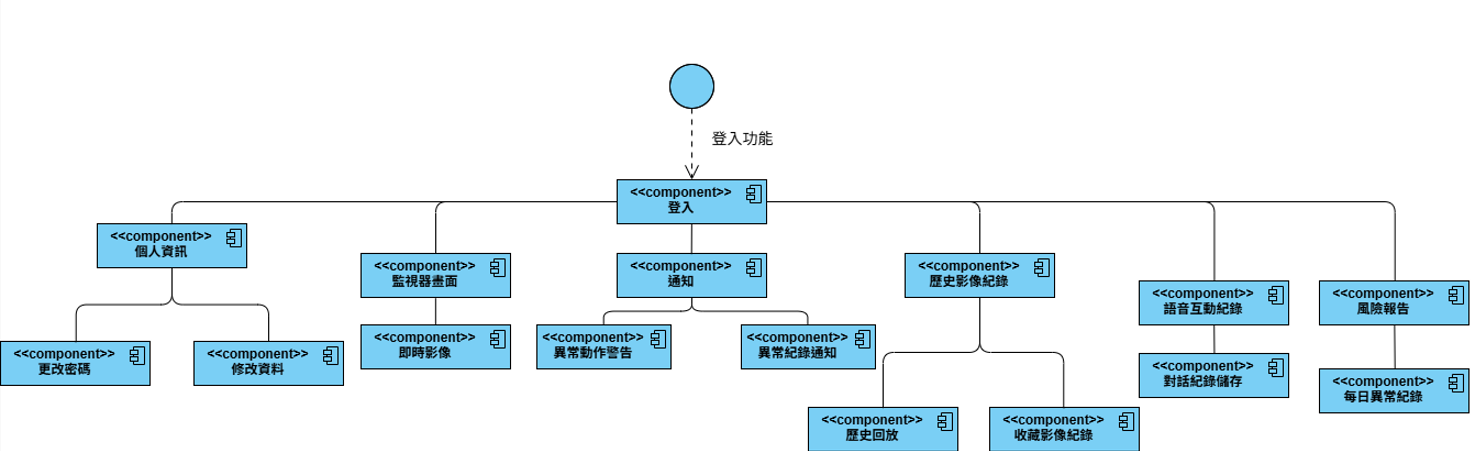 登入功能
<<component>>
登入
<<component>>
個人資訊
<<component>>
監視器畫面
<<component>>
通知
<<component>>
歷史影像紀錄
<<component>>
語音互動紀錄
<<component>>
風險報告
<<component>>
更改密碼
<<component>>
修改資料
<<component>>
即時影像
<<component>>
異常動作警告
<<component>>
異常紀錄通知
<<component>>
歷史回放
<<component>>
收藏影像紀錄
<<component>>
對話紀錄儲存
<<component>>
每日異常紀錄